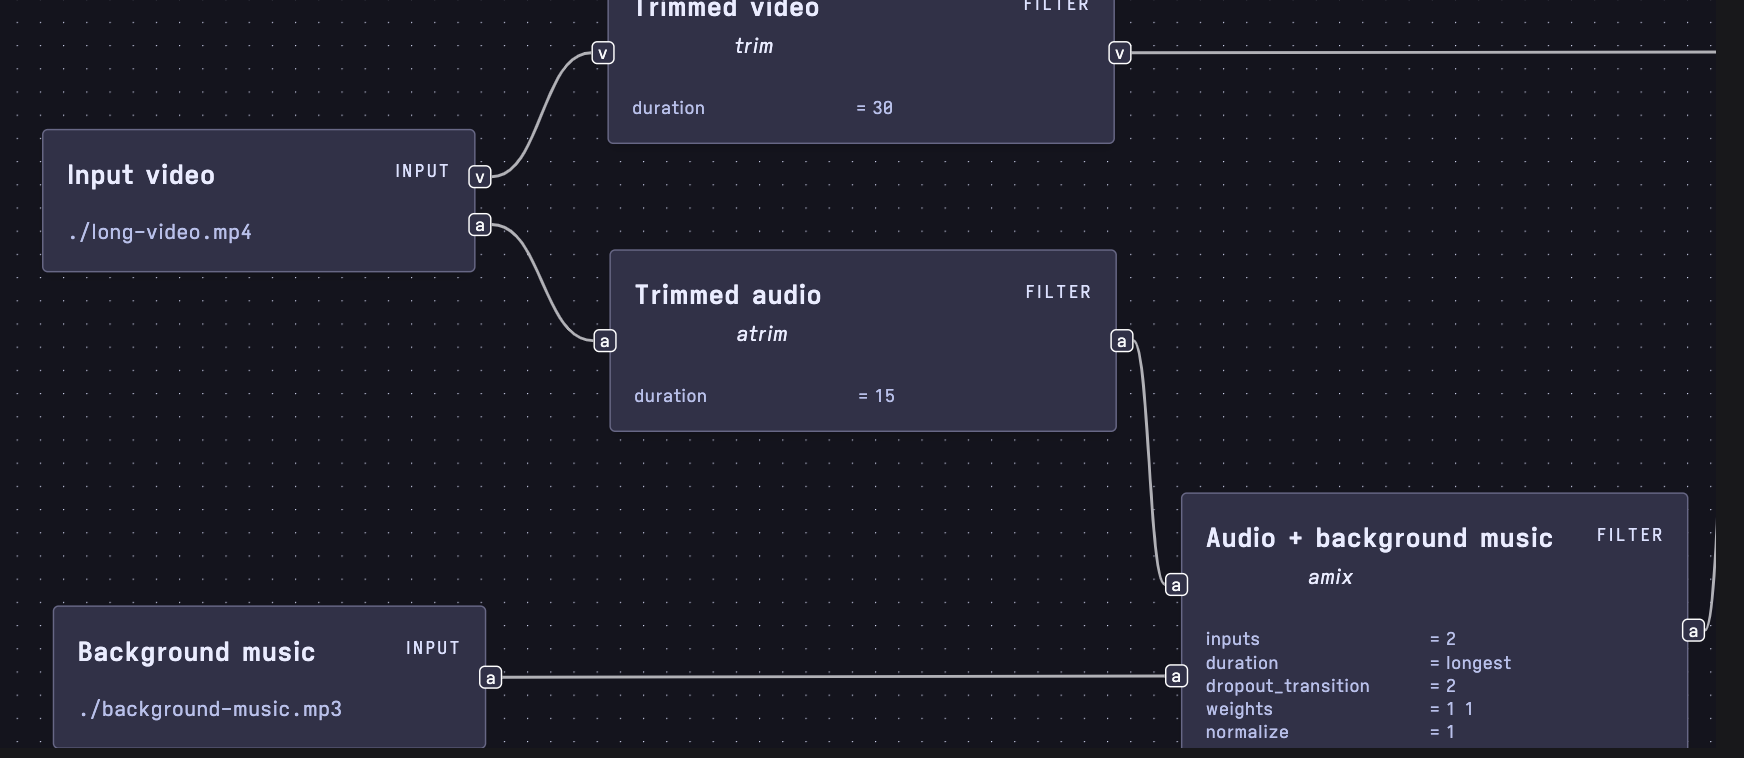 Trimmed video FILTER
v trim v
duration = 30
Input video INPUT v
./long-video.mp4 a
Trimmed audio FILTER
a atrim a
duration = 15
Audio + background music FILTER
a amix
inputs = 2 a
duration = longest
a dropout_transition = 2
weights = 1 1
normalize = 1
Background music INPUT a
./background-music.mp3